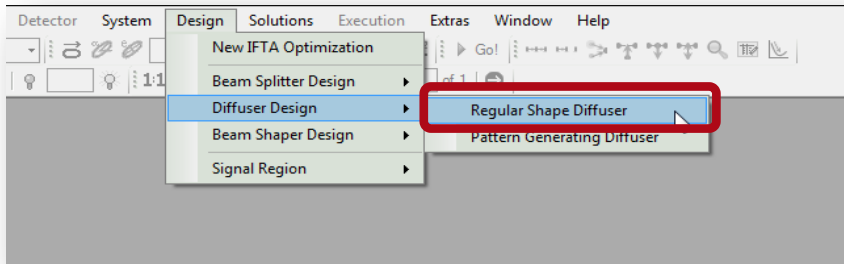 Detector System Design Solutions Execution Extras Window Help
New IFTA Optimization
Go!
Beam Splitter Design
1:1
of 1
Diffuser Design
Regular Shape Diffuser
Beam Shaper Design
Pattern Generating Diffuser
Signal Region